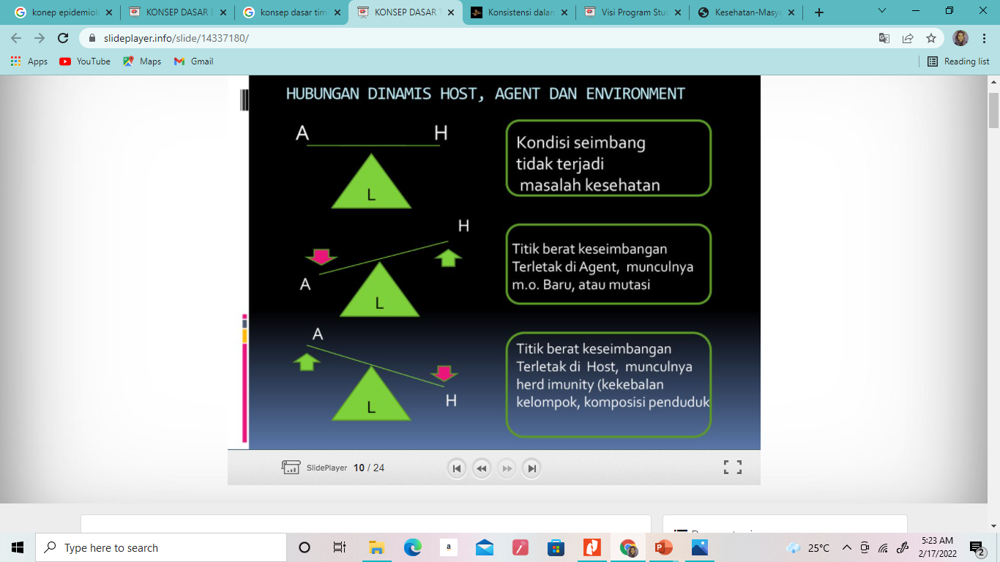 konep epidemiol
KONSEP DASAR E
konsep dasar tim
KONSEP DASAR T
Konsistensi dalan
Visi Program Stud
Kesehatan-Masya
slideplayer.info/slide/14337180/
Apps
YouTube
Maps
Gmail
Reading list
HUBUNGAN DINAMIS HOST, AGENT DAN ENVIRONMENT
A
H
L
Kondisi seimbang
tidak terjadi
masalah kesehatan
H
A
L
Titik berat keseimbangan
Terletak di Agent, munculnya
m.o. Baru, atau mutasi
A
H
L
Titik berat keseimbangan
Terletak di Host, munculnya
herd imunity (kekebalan
kelompok, komposisi penduduk
SlidePlayer 10 / 24
Type here to search
a
25°C
5:23 AM
2/17/2022
2